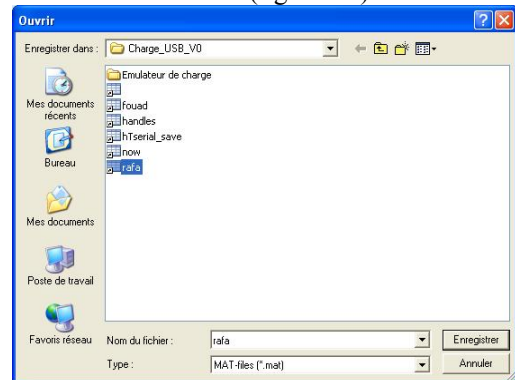 Ouvrir
Enregistrer dans : Charge_USB_V0
Emulateur de charge
fouad
handles
hTserial_save
now
rafa
Mes documents récents
Bureau
Mes documents
Poste de travail
Favoris réseau
Nom du fichier : rafa Enregistrer
Type : MAT-files (*.mat) Annuler